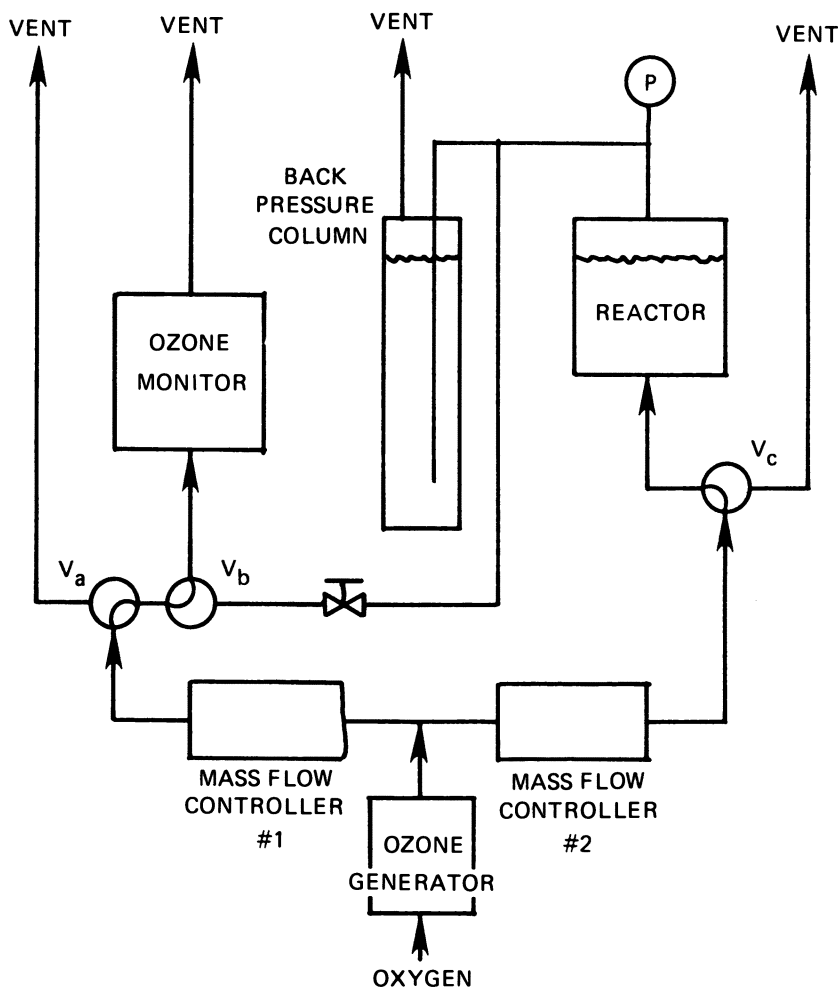 VENT
VENT
VENT
VENT
P
BACK
PRESSURE
COLUMN
REACTOR
OZONE
MONITOR
Vc
Va
Vb
MASS FLOW
CONTROLLER
#1
MASS FLOW
CONTROLLER
#2
OZONE
GENERATOR
OXYGEN